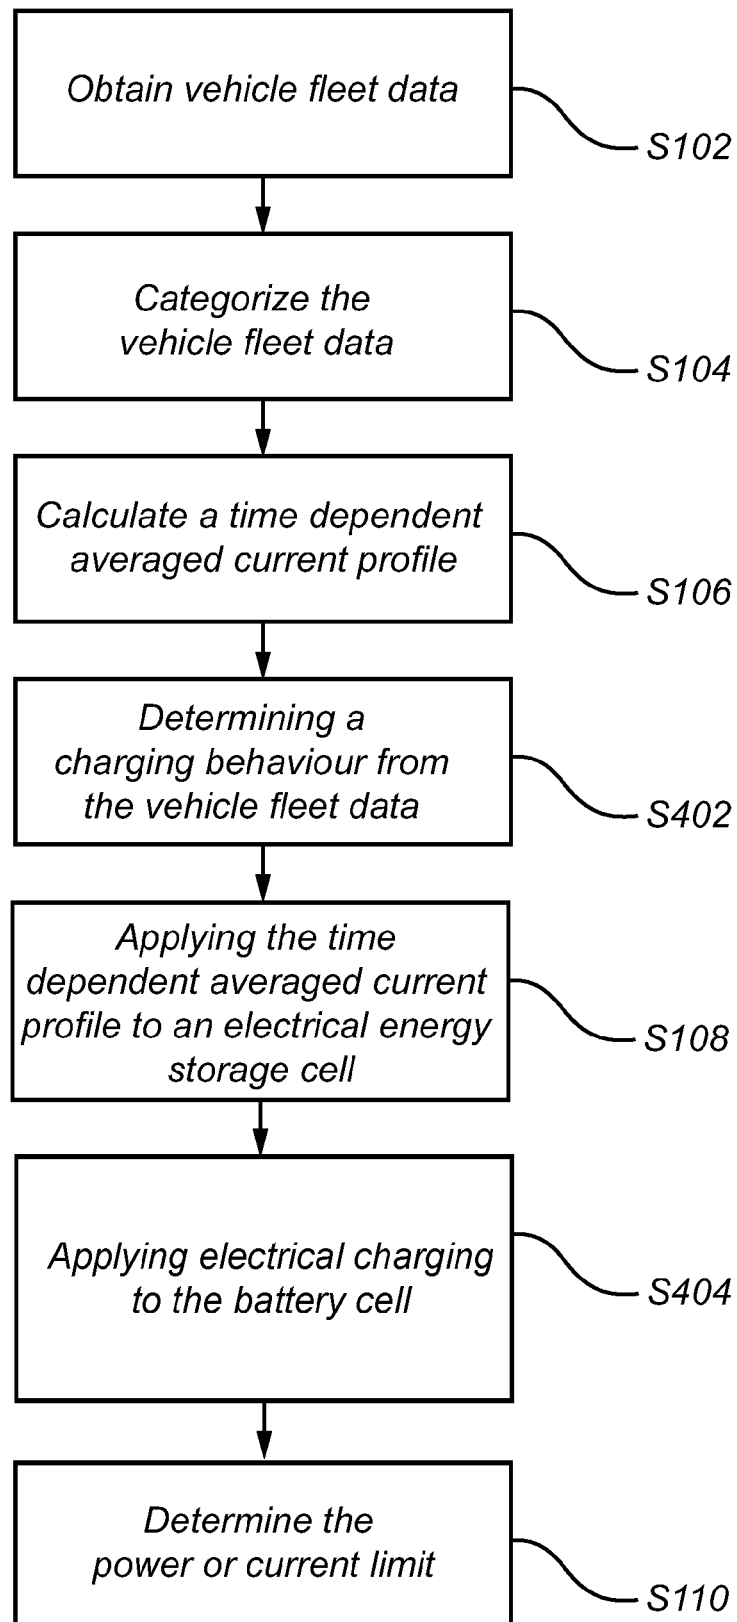 Obtain vehicle fleet data
S102
Categorize the
vehicle fleet data
S104
Calculate a time dependent
averaged current profile
S106
Determining a
charging behaviour from
the vehicle fleet data
S402
Applying the time
dependent averaged current
profile to an electrical energy
storage cell
S108
Applying electrical charging
to the battery cell
S404
Determine the
power or current limit
S110